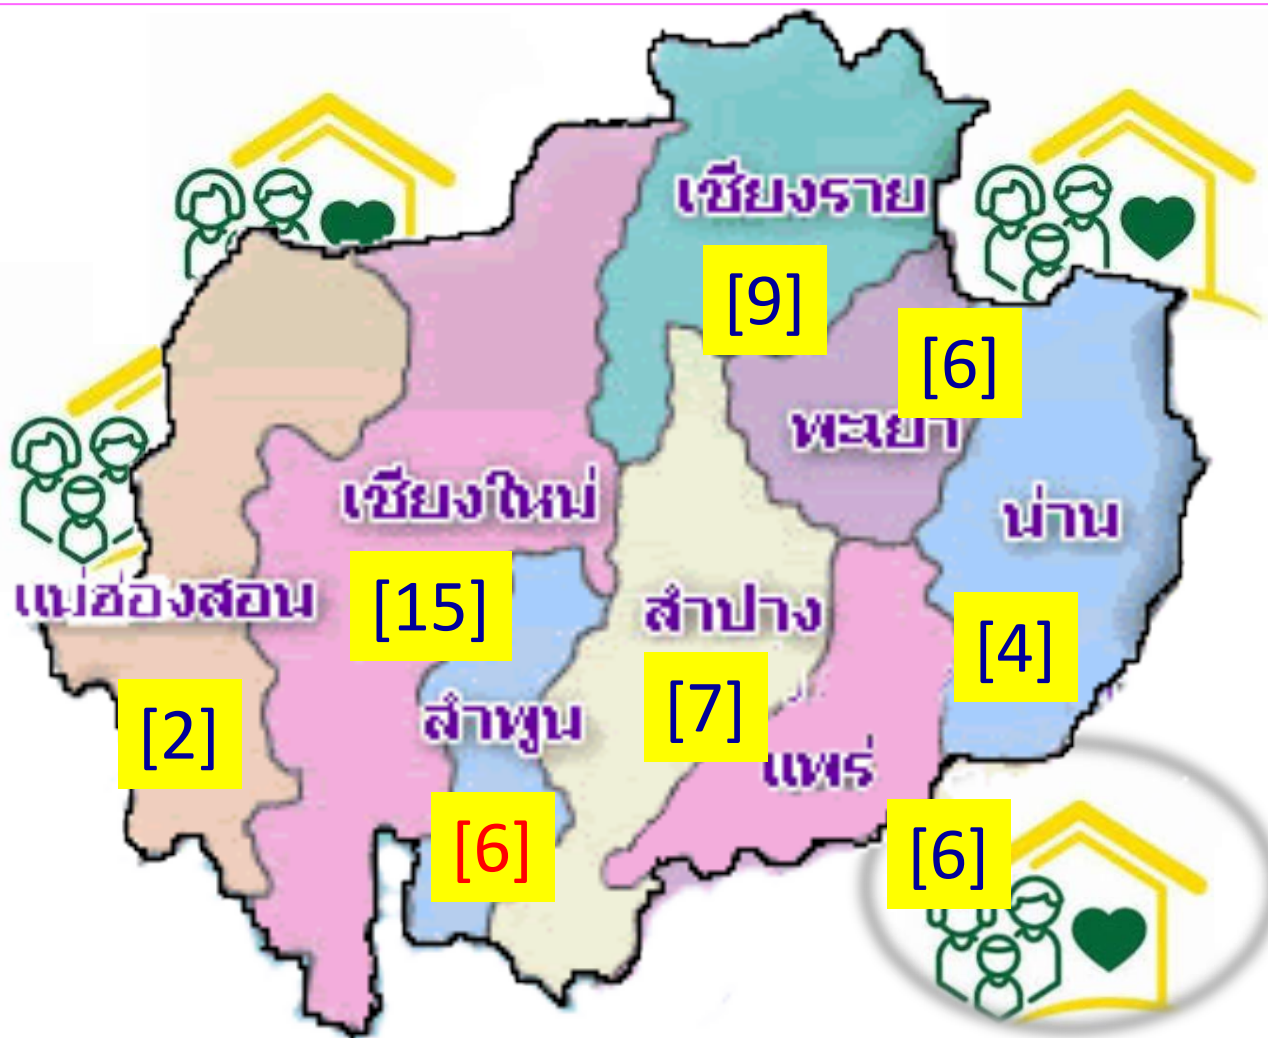 เชียงราย
[9]
[6]
พะเยา
เชียงใหม่
น่าน
แม่ฮ่องสอน
[15]
ลำปาง
[4]
[2]
ลำพูน
[7]
แพร่
[6]
[6]